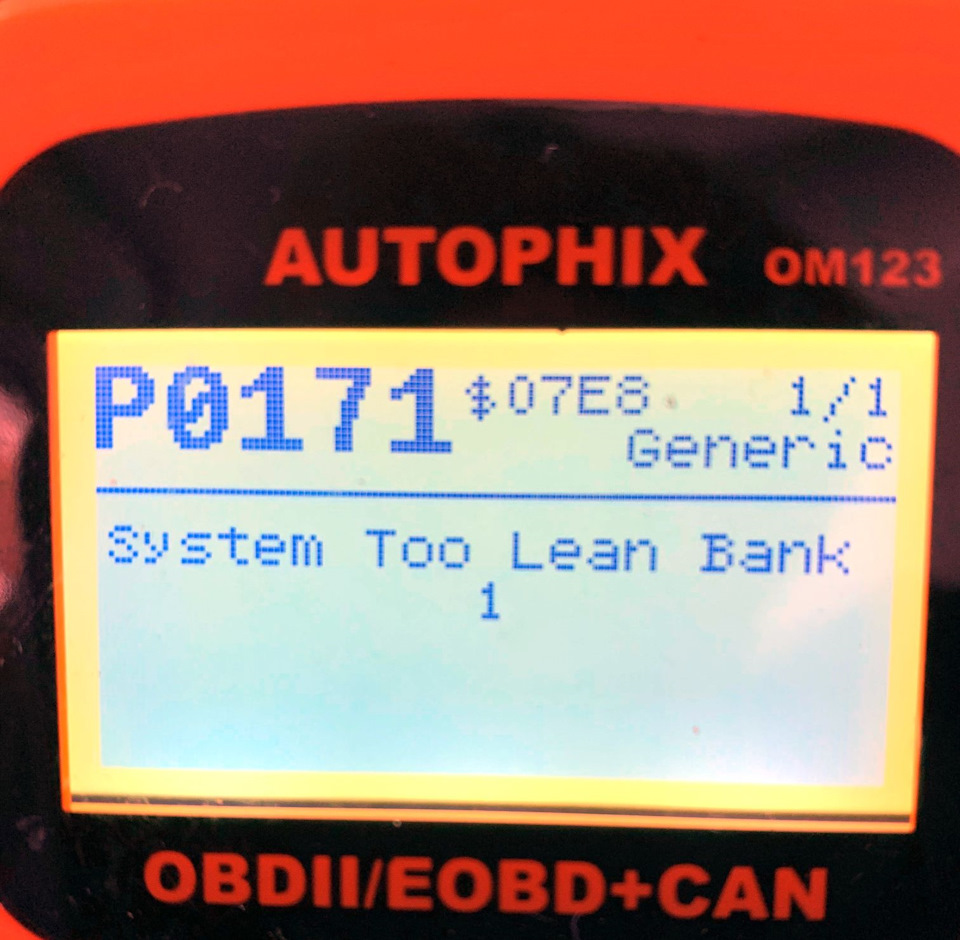 AUTOPHIX OM123
P0171 $07E8 1/1
Generic
System Too Lean Bank
1
OBDII/EOBD+CAN